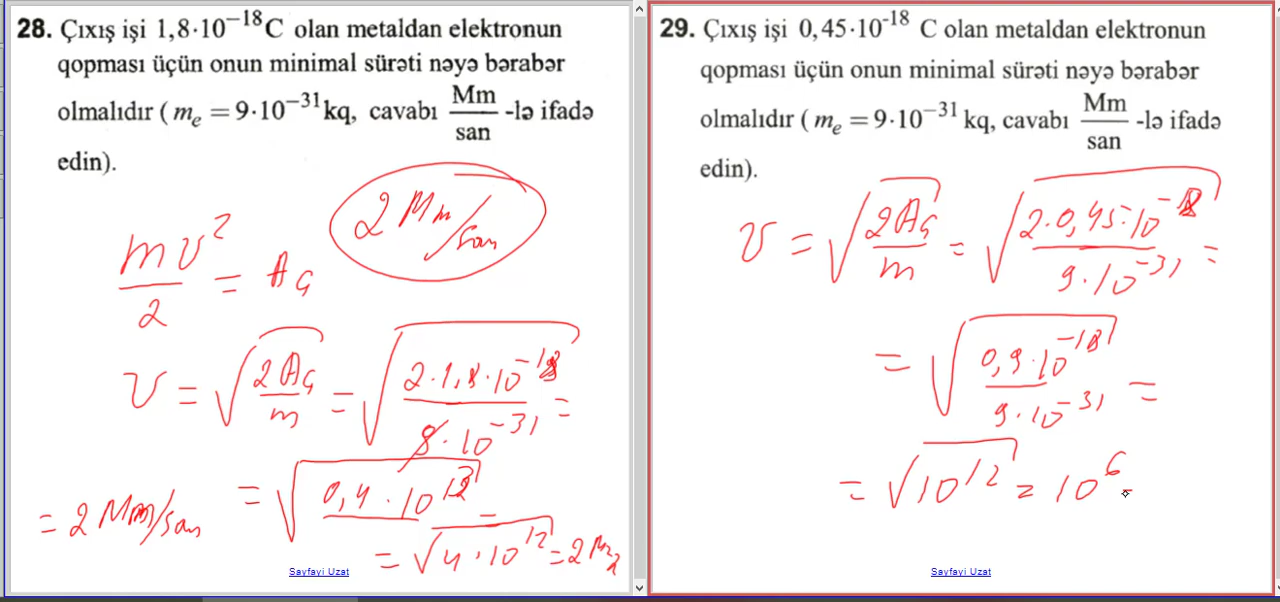 28. Çıxış işi 1,8·10⁻¹⁸C olan metaldan elektronun
qopması üçün onun minimal sürəti nəyə bərabər
olmalıdır ( mₑ = 9·10⁻³¹kq, cavabı Mm/san -lə ifadə
edin).
2 Mm/san
mv²/2 = Aç
v = √(2Aç/m) = √(2·1,8·10⁻¹⁸/9·10⁻³¹) =
= √(0,4·10¹³)
= √(4·10¹²) = 2 Mm
= 2 Mm/san
Sayfayi Uzat
29. Çıxış işi 0,45·10⁻¹⁸ C olan metaldan elektronun
qopması üçün onun minimal sürəti nəyə bərabər
olmalıdır ( mₑ = 9·10⁻³¹ kq, cavabı Mm/san -lə ifadə
edin).
v = √(2Aç/m) = √(2·0,45·10⁻¹⁸/9·10⁻³¹) =
= √(0,9·10⁻¹⁸/9·10⁻³¹) =
= √(10¹²) = 10⁶
Sayfayi Uzat